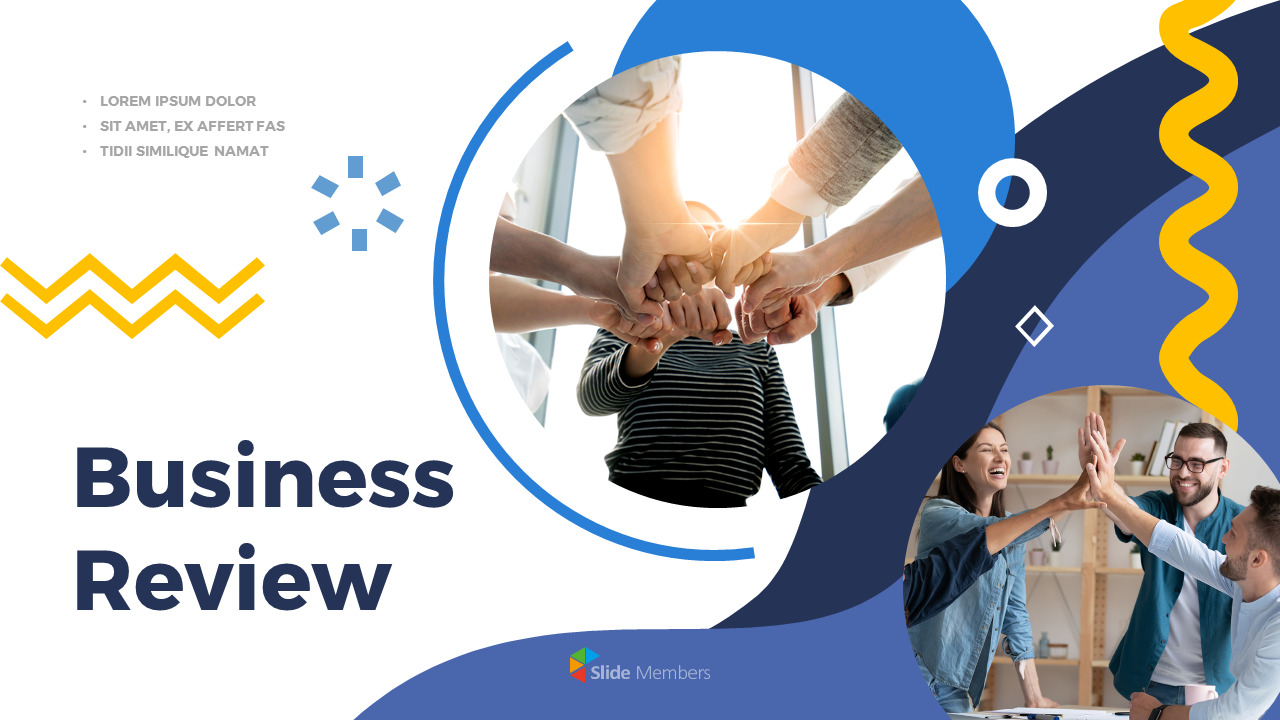 • LOREM IPSUM DOLOR
• SIT AMET, EX AFFERT FAS
• TIDII SIMILIQUE NAMAT
Business
Review
Slide Members